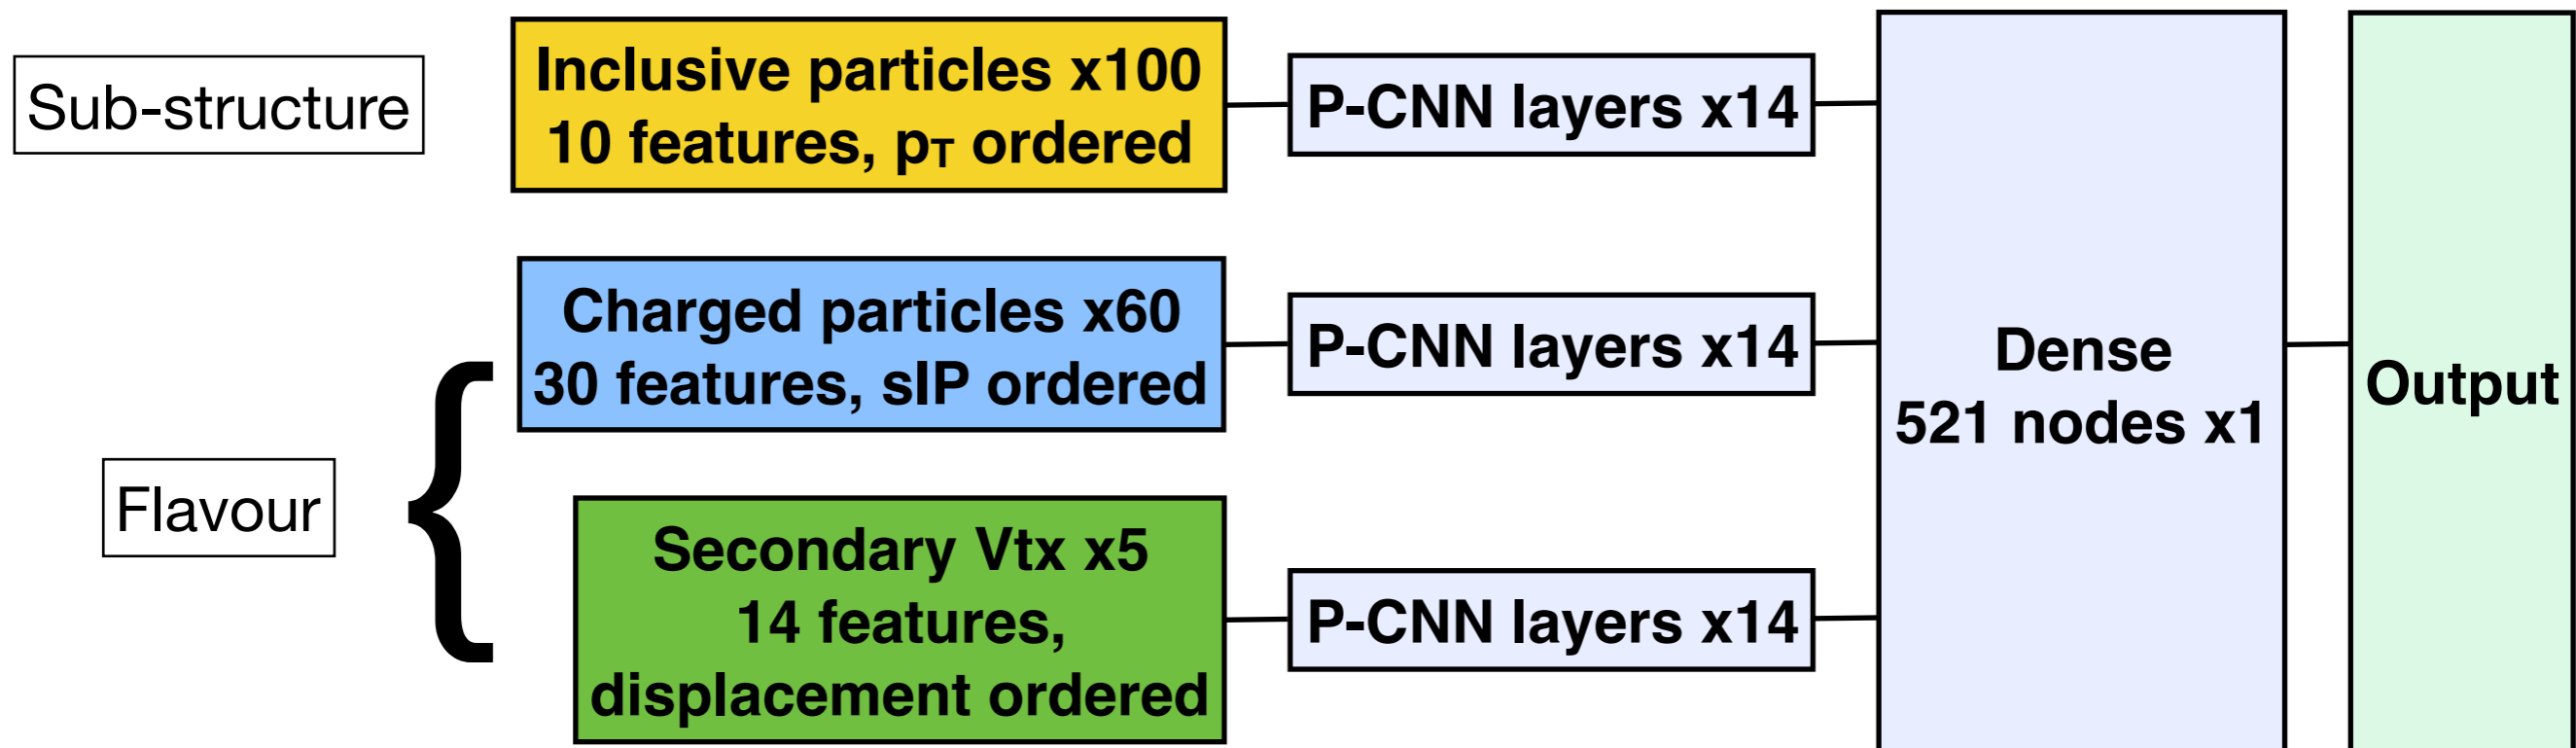 Sub-structure
Inclusive particles x100
10 features, pT ordered
P-CNN layers x14
Flavour
{
Charged particles x60
30 features, sIP ordered
P-CNN layers x14
Secondary Vtx x5
14 features,
displacement ordered
P-CNN layers x14
Dense
521 nodes x1
Output